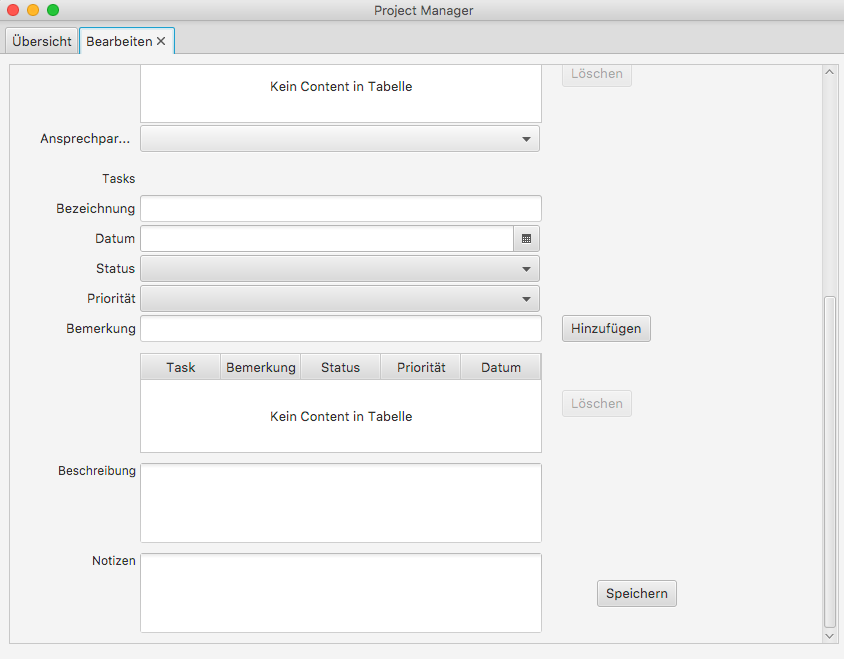 Project Manager
Übersicht Bearbeiten
Kein Content in Tabelle Löschen
Ansprechpar...
Tasks
Bezeichnung
Datum
Status
Priorität
Bemerkung Hinzufügen
Task Bemerkung Status Priorität Datum
Kein Content in Tabelle Löschen
Beschreibung
Notizen
Speichern